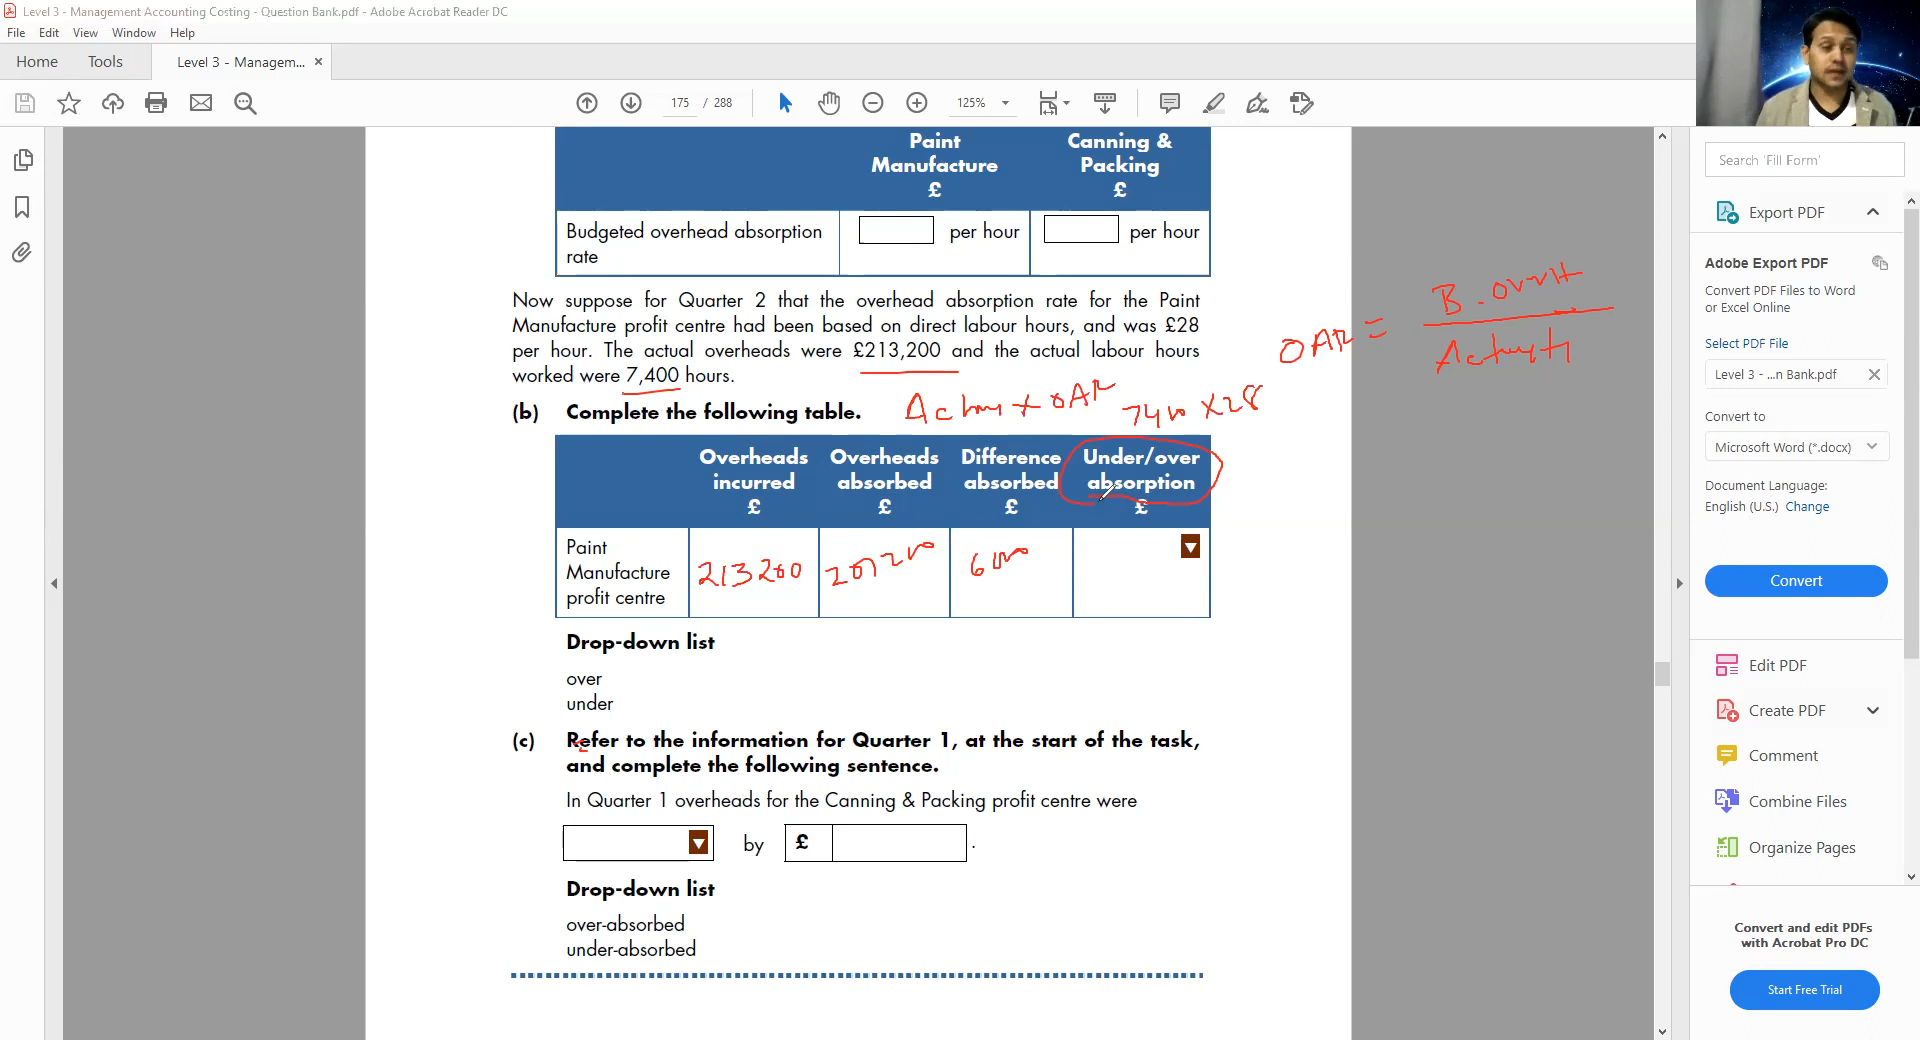 Level 3 - Management Accounting Costing - Question Bank.pdf - Adobe Acrobat Reader DC
File Edit View Window Help
Home Tools Level 3 - Managem... ×
175 / 288 125%
Paint Manufacture £
Canning & Packing £
Budgeted overhead absorption rate
per hour
per hour
Now suppose for Quarter 2 that the overhead absorption rate for the Paint
Manufacture profit centre had been based on direct labour hours, and was £28
per hour. The actual overheads were £213,200 and the actual labour hours
worked were 7,400 hours.
OAR =
(b) Complete the following table.
× OAR 7400 × 28
Overheads incurred £
Overheads absorbed £
Difference absorbed £
Under/over absorption £
Paint Manufacture profit centre
213200 207200 6000
Drop-down list
over
under
(c) Refer to the information for Quarter 1, at the start of the task,
and complete the following sentence.
In Quarter 1 overheads for the Canning & Packing profit centre were
by £ .
Drop-down list
over-absorbed
under-absorbed
Search 'Fill Form'
Export PDF
Adobe Export PDF
Convert PDF Files to Word
or Excel Online
Select PDF File
Level 3 - ...n Bank.pdf
Convert to
Microsoft Word (*.docx)
Document Language:
English (U.S.) Change
Convert
Edit PDF
Create PDF
Comment
Combine Files
Organize Pages
Convert and edit PDFs
with Acrobat Pro DC
Start Free Trial